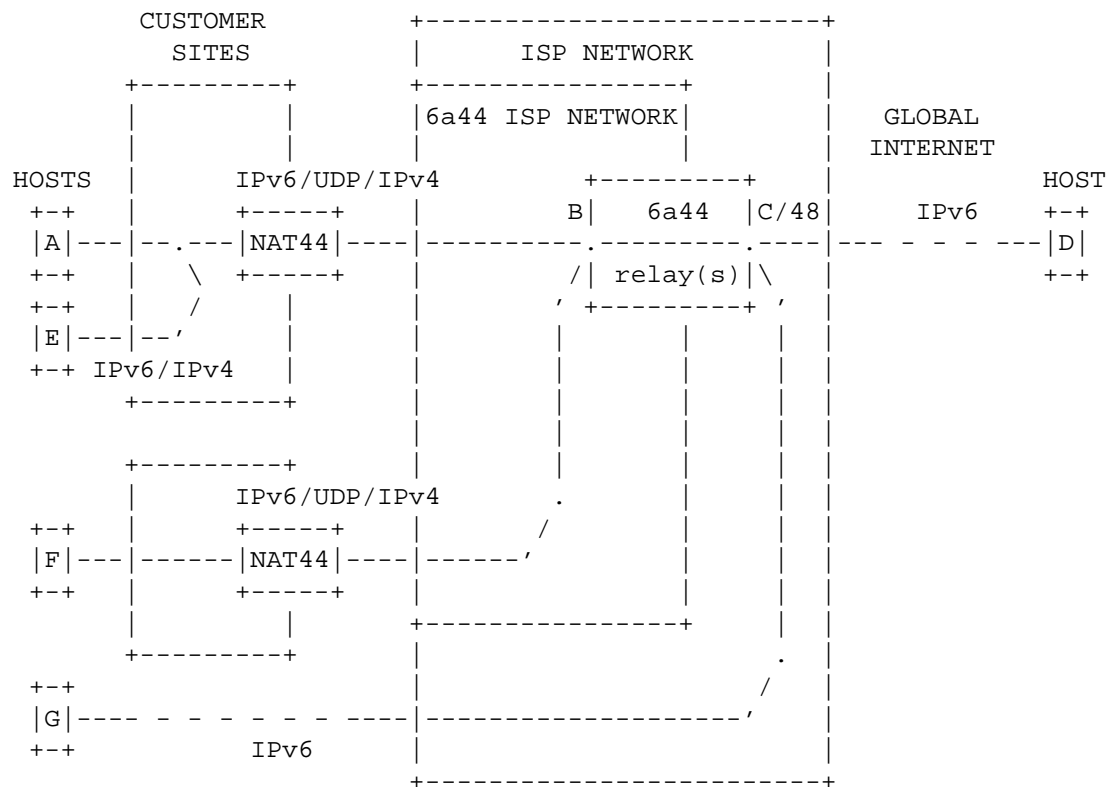 CUSTOMER
SITES ISP NETWORK
6a44 ISP NETWORK GLOBAL
INTERNET
HOSTS IPv6/UDP/IPv4 HOST
B 6a44 C/48 IPv6
A NAT44 D
relay(s)
E
IPv6/IPv4
IPv6/UDP/IPv4
F NAT44
G
IPv6